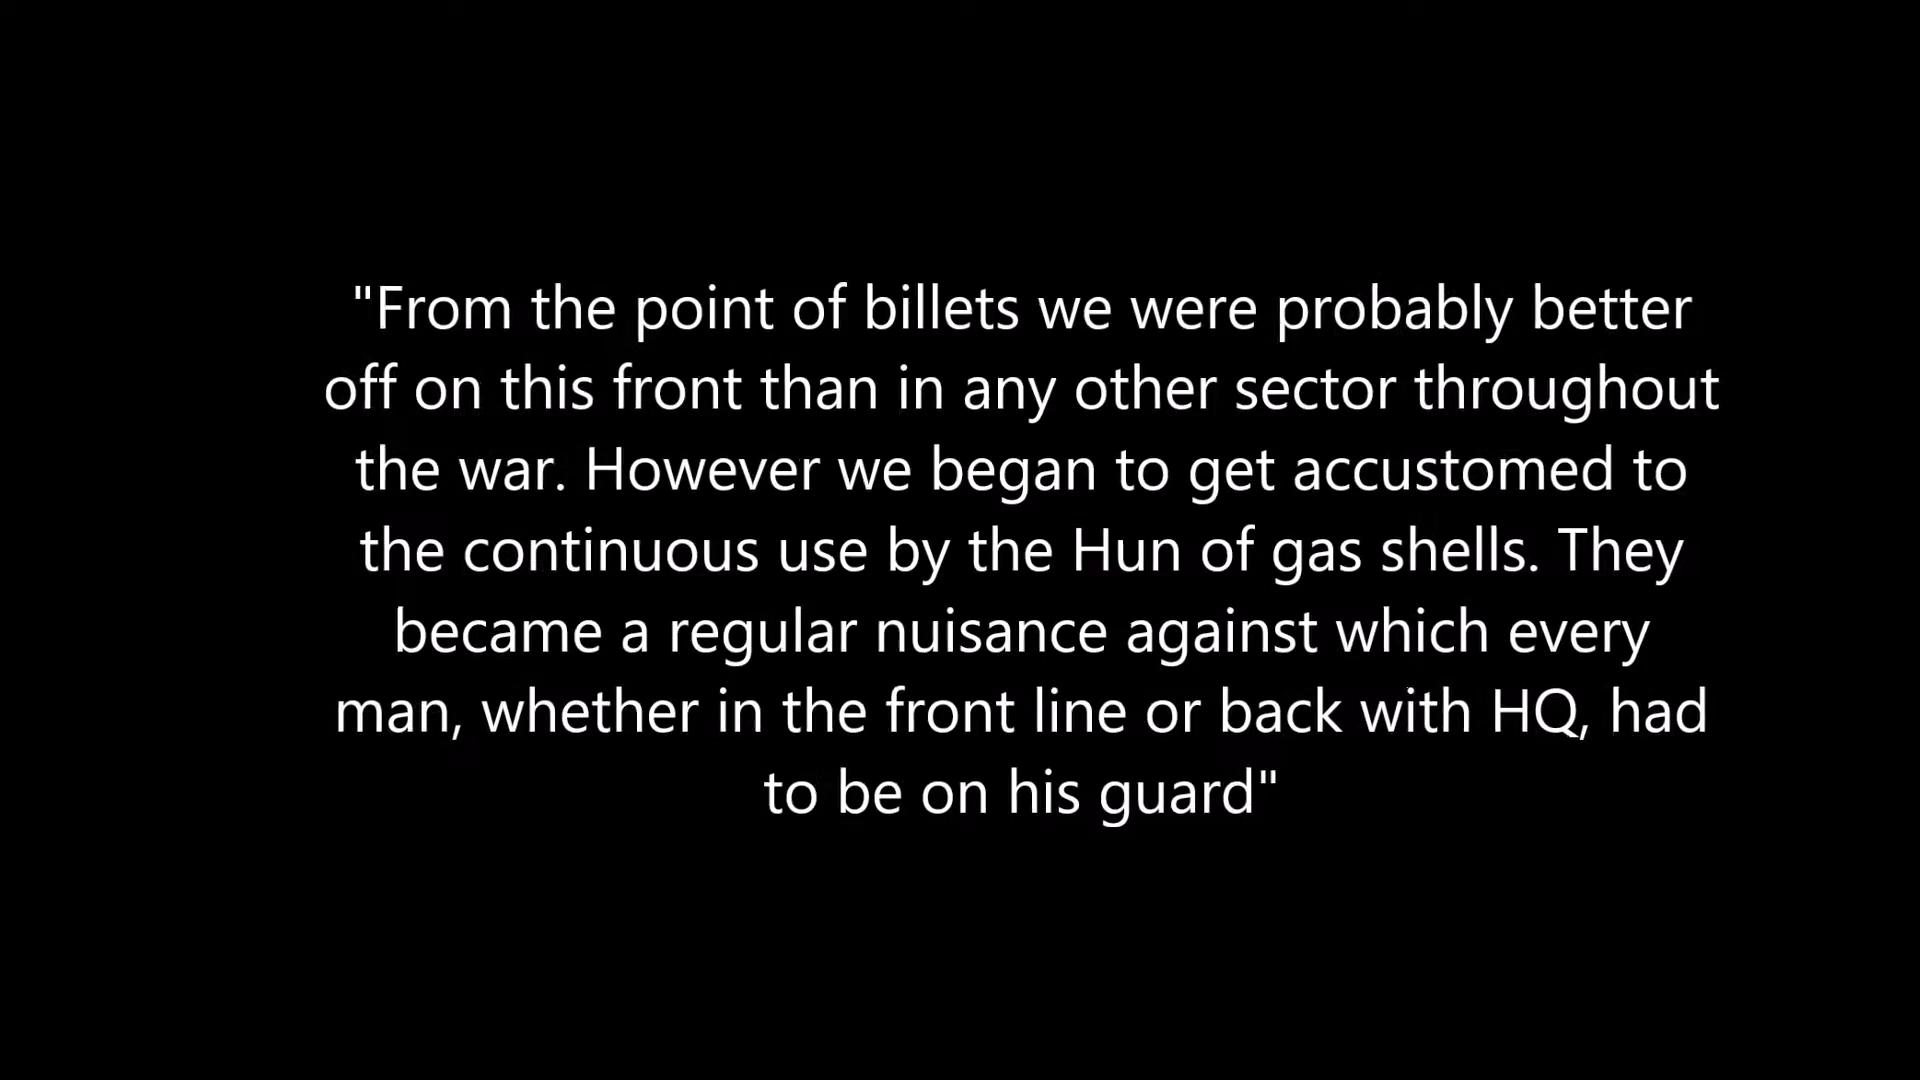 "From the point of billets we were probably better
off on this front than in any other sector throughout
the war. However we began to get accustomed to
the continuous use by the Hun of gas shells. They
became a regular nuisance against which every
man, whether in the front line or back with HQ, had
to be on his guard"